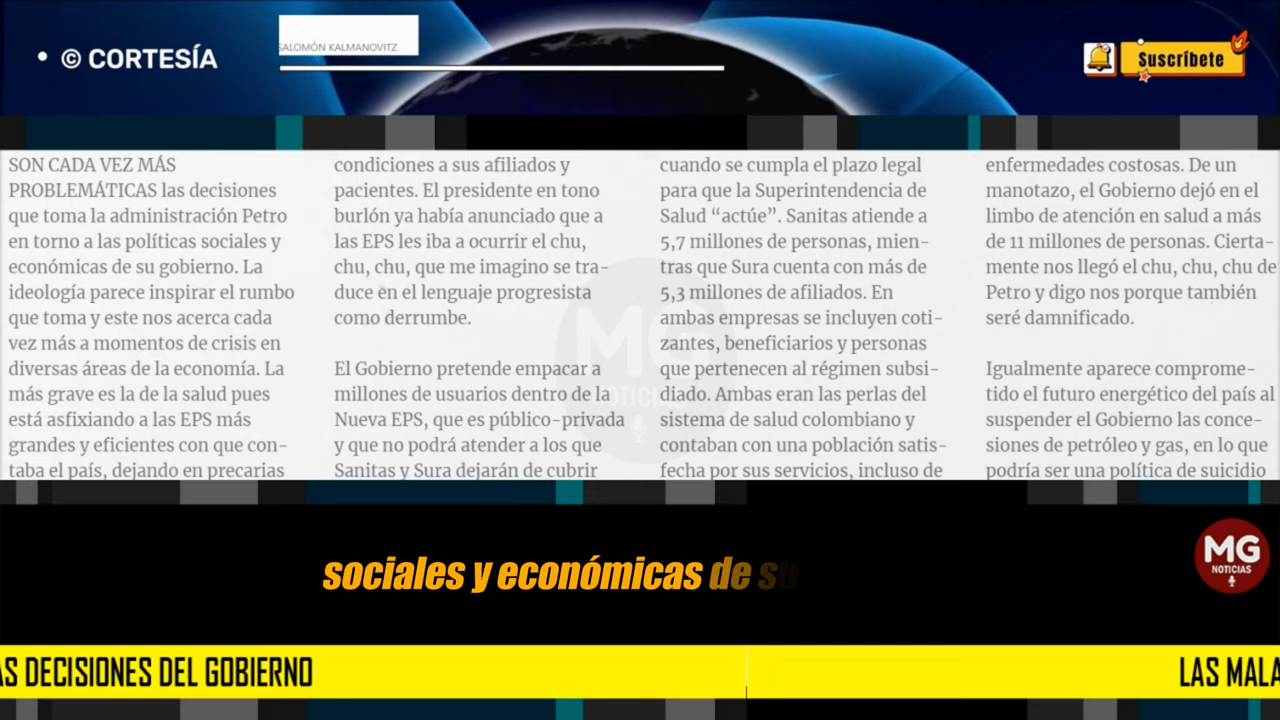 • © CORTESÍA
SALOMÓN KALMANOVITZ
Suscríbete
SON CADA VEZ MÁS
PROBLEMÁTICAS las decisiones
que toma la administración Petro
en torno a las políticas sociales y
económicas de su gobierno. La
ideología parece inspirar el rumbo
que toma y este nos acerca cada
vez más a momentos de crisis en
diversas áreas de la economía. La
más grave es la de la salud pues
está asfixiando a las EPS más
grandes y eficientes con que con-
taba el país, dejando en precarias
condiciones a sus afiliados y
pacientes. El presidente en tono
burlón ya había anunciado que a
las EPS les iba a ocurrir el chu,
chu, chu, que me imagino se tra-
duce en el lenguaje progresista
como derrumbe.
El Gobierno pretende empacar a
millones de usuarios dentro de la
Nueva EPS, que es público-privada
y que no podrá atender a los que
Sanitas y Sura dejarán de cubrir
cuando se cumpla el plazo legal
para que la Superintendencia de
Salud “actúe”. Sanitas atiende a
5,7 millones de personas, mien-
tras que Sura cuenta con más de
5,3 millones de afiliados. En
ambas empresas se incluyen coti-
zantes, beneficiarios y personas
que pertenecen al régimen subsi-
diado. Ambas eran las perlas del
sistema de salud colombiano y
contaban con una población satis-
fecha por sus servicios, incluso de
enfermedades costosas. De un
manotazo, el Gobierno dejó en el
limbo de atención en salud a más
de 11 millones de personas. Cierta-
mente nos llegó el chu, chu, chu de
Petro y digo nos porque también
seré damnificado.
Igualmente aparece comprome-
tido el futuro energético del país al
suspender el Gobierno las conce-
siones de petróleo y gas, en lo que
podría ser una política de suicidio
MG
NOTICIAS
sociales y económicas de su
MG
NOTICIAS
AS DECISIONES DEL GOBIERNO
LAS MALA